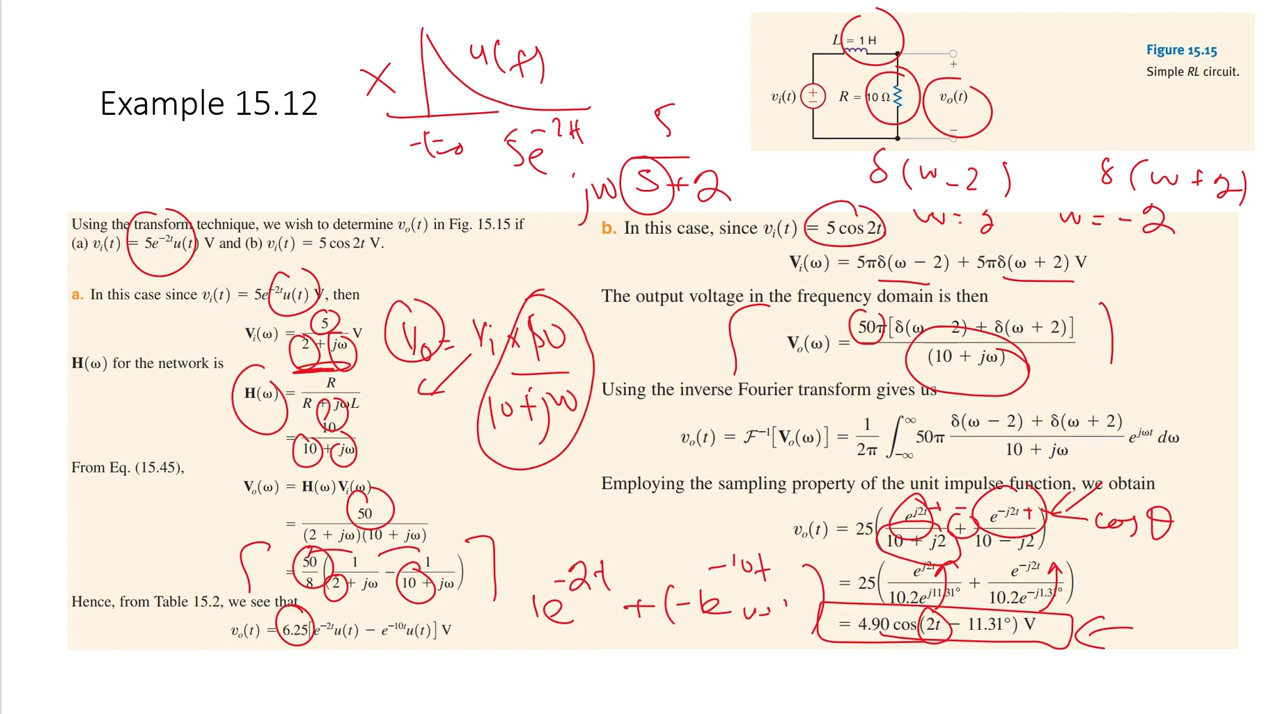 Example 15.12
X
u(t)
t=0
5e^-2t
5
jω S + 2
L = 1 H
v_i(t)
+
−
R = 10 Ω
+
v_o(t)
−
Figure 15.15
Simple RL circuit.
δ(w − 2)
w = 2
δ(w + 2)
w = −2
Using the transform technique, we wish to determine v_o(t) in Fig. 15.15 if
(a) v_i(t) = 5e^−2t u(t) V and (b) v_i(t) = 5 cos 2t V.
a. In this case since v_i(t) = 5e^−2t u(t) V, then
V_i(ω) = 5 / (2 + jω) V
H(ω) for the network is
H(ω) = R / (R + jωL)
= 10 / (10 + jω)
From Eq. (15.45),
V_o(ω) = H(ω)V_i(ω)
= 50 / ((2 + jω)(10 + jω))
= 50/8 (1 / (2 + jω) − 1 / (10 + jω))
Hence, from Table 15.2, we see that
v_o(t) = 6.25[e^−2t u(t) − e^−10t u(t)] V
V_o = V_i × 50 / (10 + jω)
b. In this case, since v_i(t) = 5 cos 2t,
V_i(ω) = 5πδ(ω − 2) + 5πδ(ω + 2) V
The output voltage in the frequency domain is then
V_o(ω) = 50π[δ(ω − 2) + δ(ω + 2)] / (10 + jω)
Using the inverse Fourier transform gives us
v_o(t) = F^−1[V_o(ω)] = 1/2π ∫_−∞^∞ 50π (δ(ω − 2) + δ(ω + 2)) / (10 + jω) e^jωt dω
Employing the sampling property of the unit impulse function, we obtain
v_o(t) = 25(e^j2t / (10 + j2) + e^−j2t / (10 − j2))
cos θ
= 25(e^j2t / 10.2e^j11.31° + e^−j2t / 10.2e^−j1.31°)
= 4.90 cos(2t − 11.31°) V
e^-2t
-10t